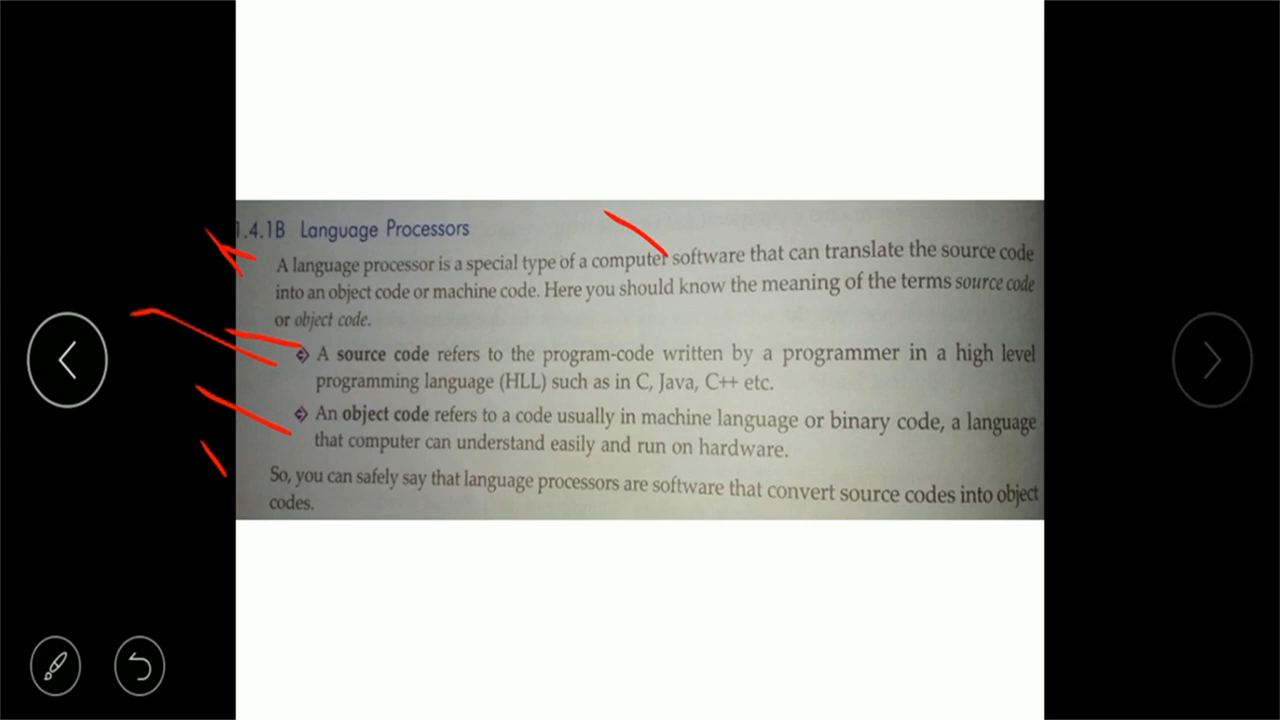 1.4.1B Language Processors
A language processor is a special type of a computer software that can translate the source code
into an object code or machine code. Here you should know the meaning of the terms source code
or object code.
A source code refers to the program-code written by a programmer in a high level
programming language (HLL) such as in C, Java, C++ etc.
An object code refers to a code usually in machine language or binary code, a language
that computer can understand easily and run on hardware.
So, you can safely say that language processors are software that convert source codes into object
codes.